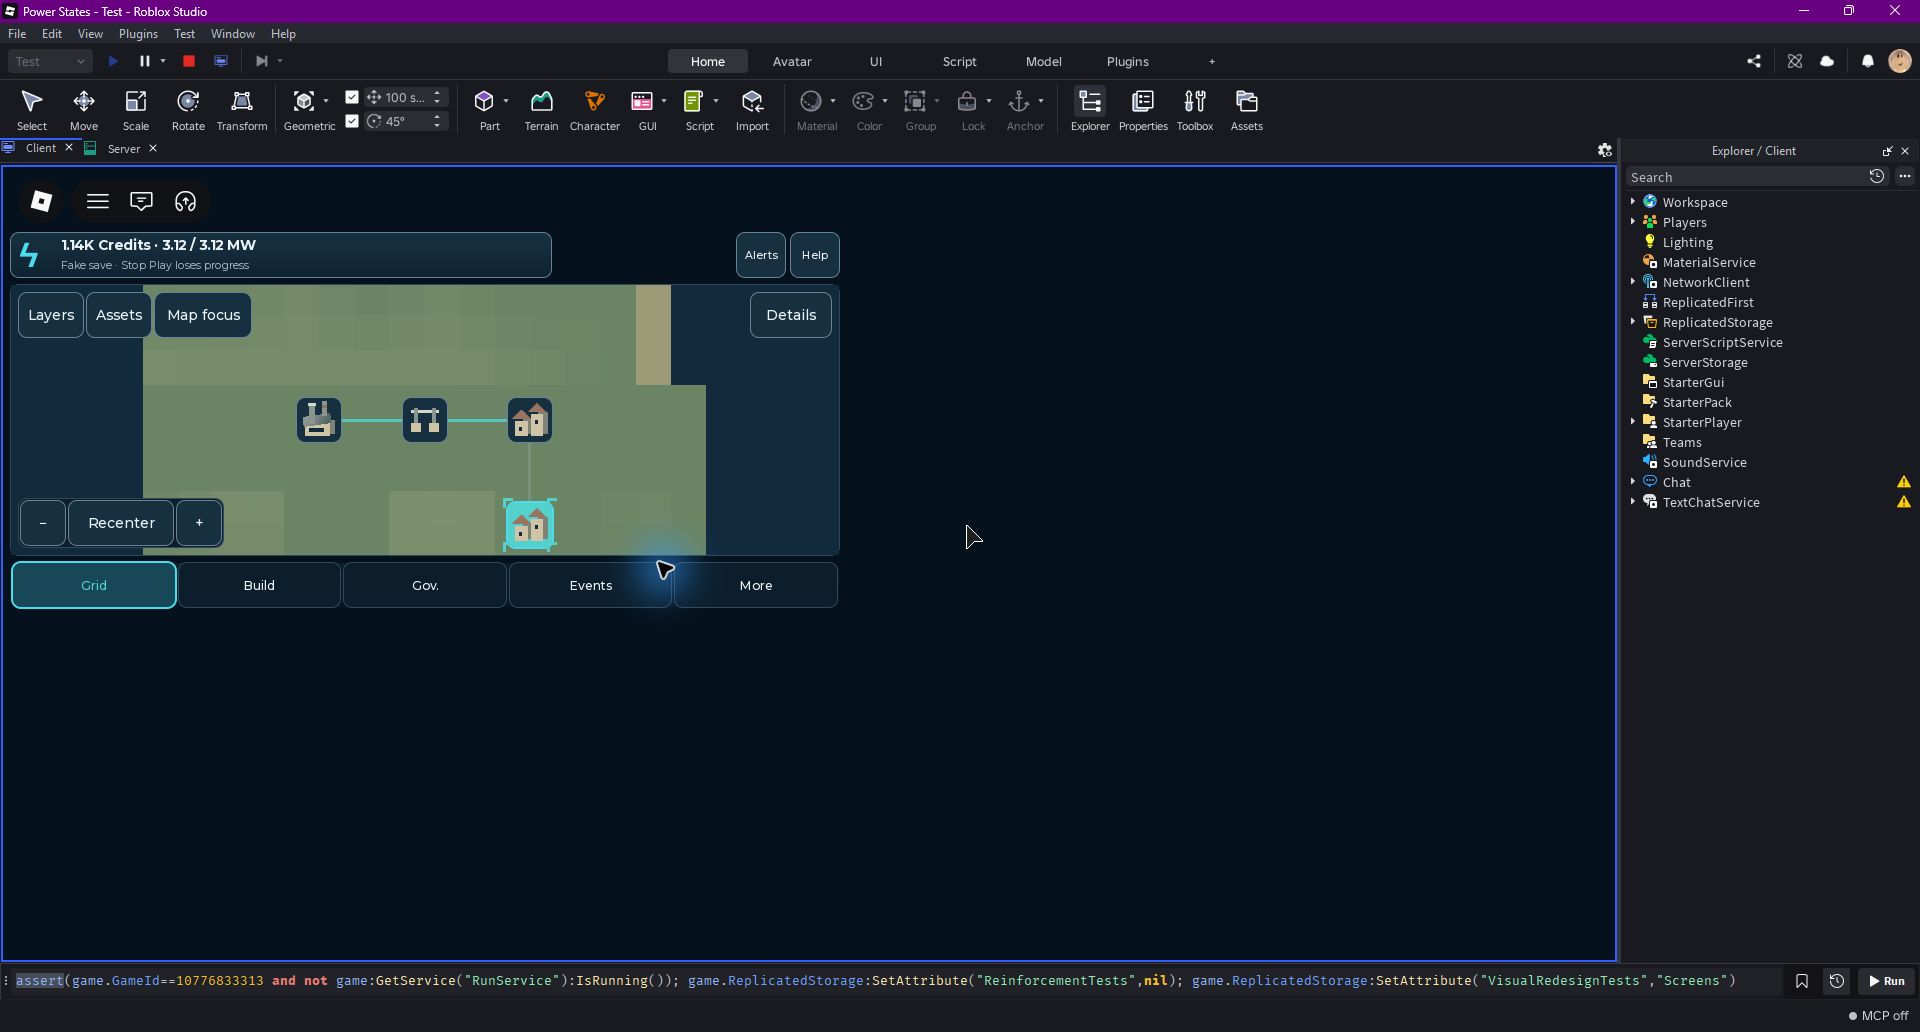 Power States - Test - Roblox Studio
File Edit View Plugins Test Window Help
Test
Home Avatar UI Script Model Plugins +
Select Move Scale Rotate Transform Geometric 100 s... 45° Part Terrain Character GUI Script Import Material Color Group Lock Anchor Explorer Properties Toolbox Assets
Client Server
Explorer / Client
Search
Workspace
Players
Lighting
MaterialService
NetworkClient
ReplicatedFirst
ReplicatedStorage
ServerScriptService
ServerStorage
StarterGui
StarterPack
StarterPlayer
Teams
SoundService
Chat
TextChatService
1.14K Credits · 3.12 / 3.12 MW
Fake save · Stop Play loses progress
Alerts Help
Layers Assets Map focus Details
- Recenter +
Grid Build Gov. Events More
assert(game.GameId==10776833313 and not game:GetService("RunService"):IsRunning()); game.ReplicatedStorage:SetAttribute("ReinforcementTests",nil); game.ReplicatedStorage:SetAttribute("VisualRedesignTests","Screens")
Run
MCP off